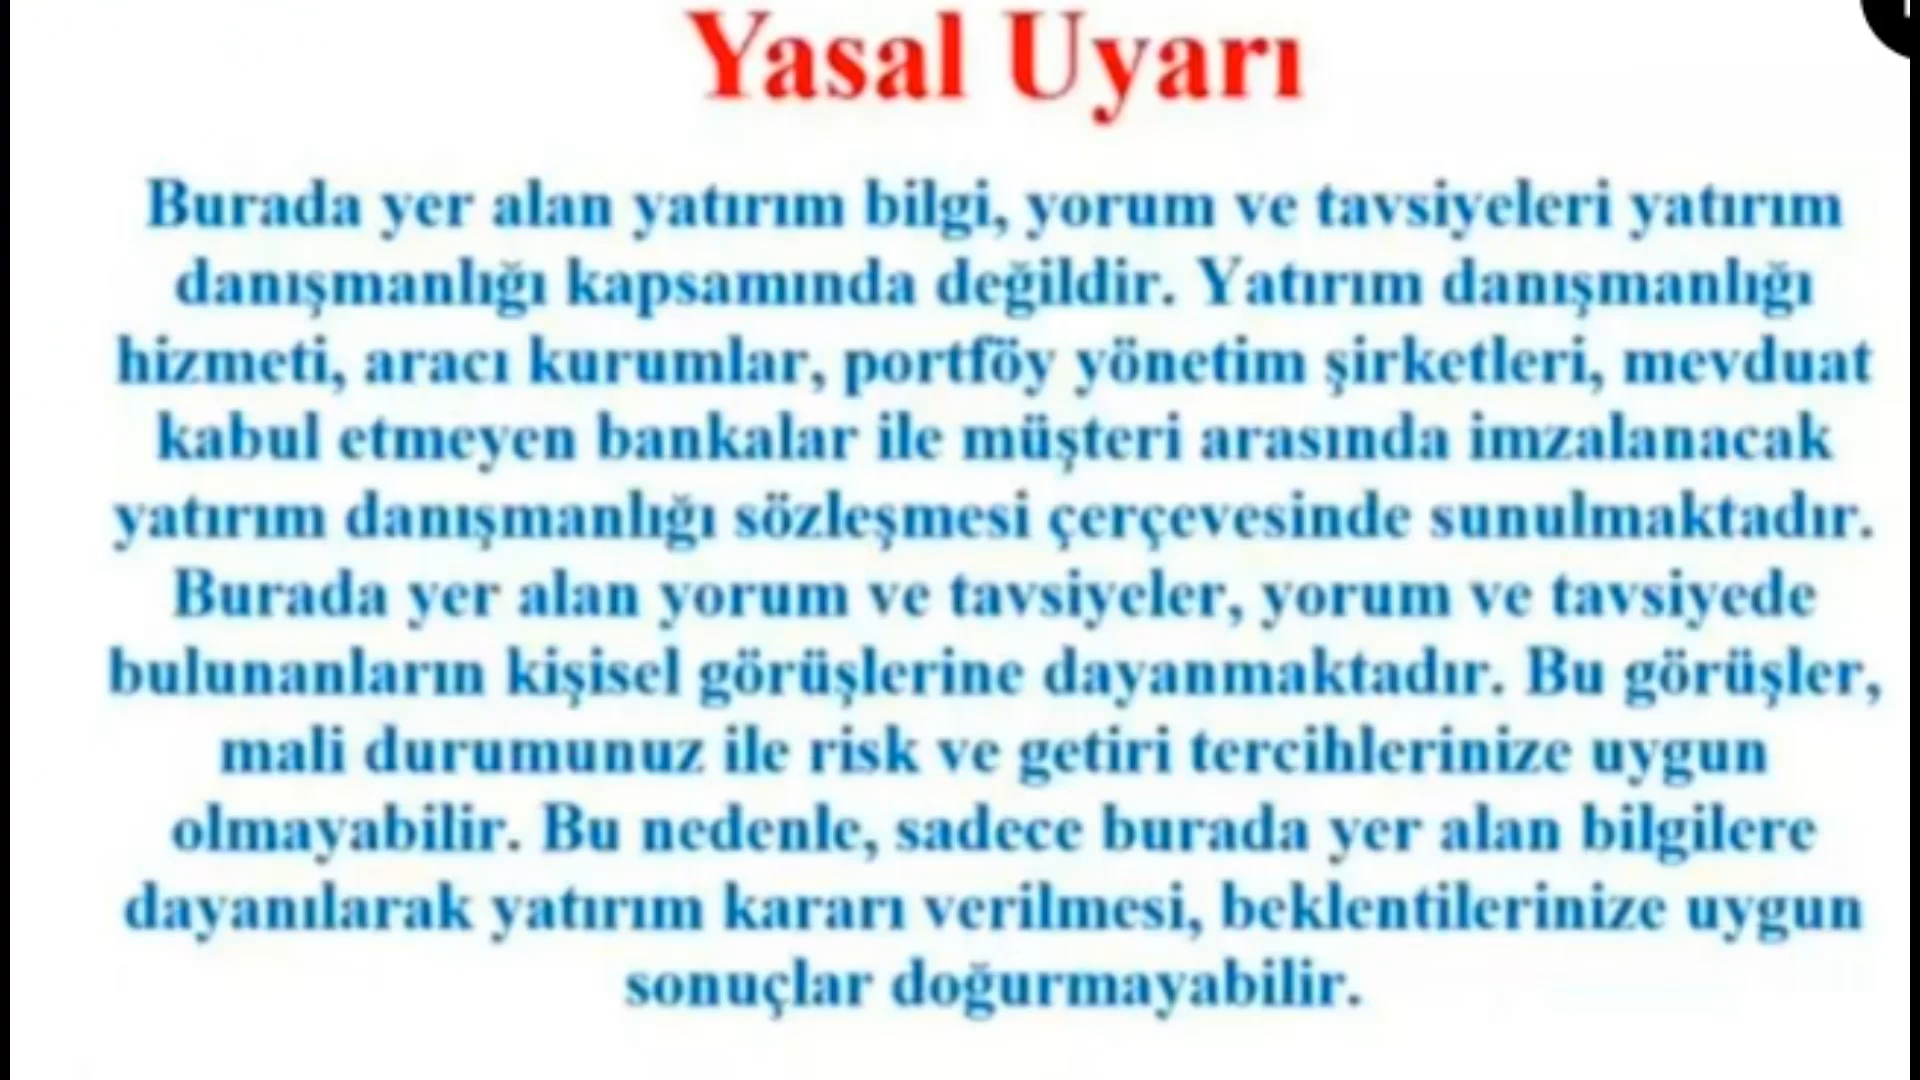 Yasal Uyarı
Burada yer alan yatırım bilgi, yorum ve tavsiyeleri yatırım
danışmanlığı kapsamında değildir. Yatırım danışmanlığı
hizmeti, aracı kurumlar, portföy yönetim şirketleri, mevduat
kabul etmeyen bankalar ile müşteri arasında imzalanacak
yatırım danışmanlığı sözleşmesi çerçevesinde sunulmaktadır.
Burada yer alan yorum ve tavsiyeler, yorum ve tavsiyede
bulunanların kişisel görüşlerine dayanmaktadır. Bu görüşler,
mali durumunuz ile risk ve getiri tercihlerinize uygun
olmayabilir. Bu nedenle, sadece burada yer alan bilgilere
dayanılarak yatırım kararı verilmesi, beklentilerinize uygun
sonuçlar doğurmayabilir.